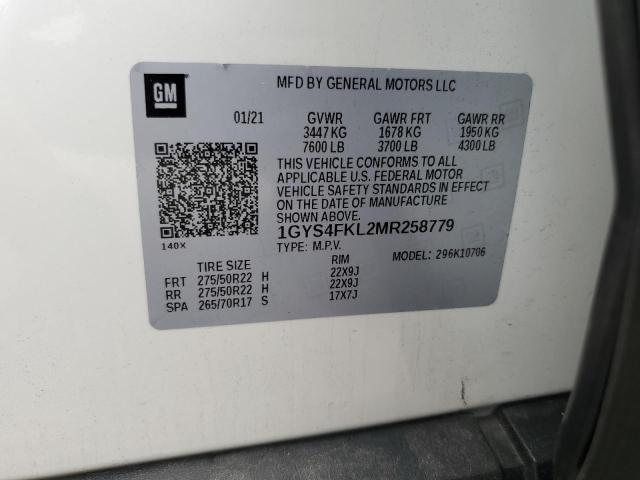 GM
MFD BY GENERAL MOTORS LLC
01/21 GVWR GAWR FRT GAWR RR
3447 KG 1678 KG 1950 KG
7600 LB 3700 LB 4300 LB
THIS VEHICLE CONFORMS TO ALL
APPLICABLE U.S. FEDERAL MOTOR
VEHICLE SAFETY STANDARDS IN EFFECT
ON THE DATE OF MANUFACTURE
SHOWN ABOVE.
1GYS4FKL2MR258779
140X
TYPE: M.P.V. MODEL: 296K10706
TIRE SIZE RIM
FRT 275/50R22 H 22X9J
RR 275/50R22 H 22X9J
SPA 265/70R17 S 17X7J